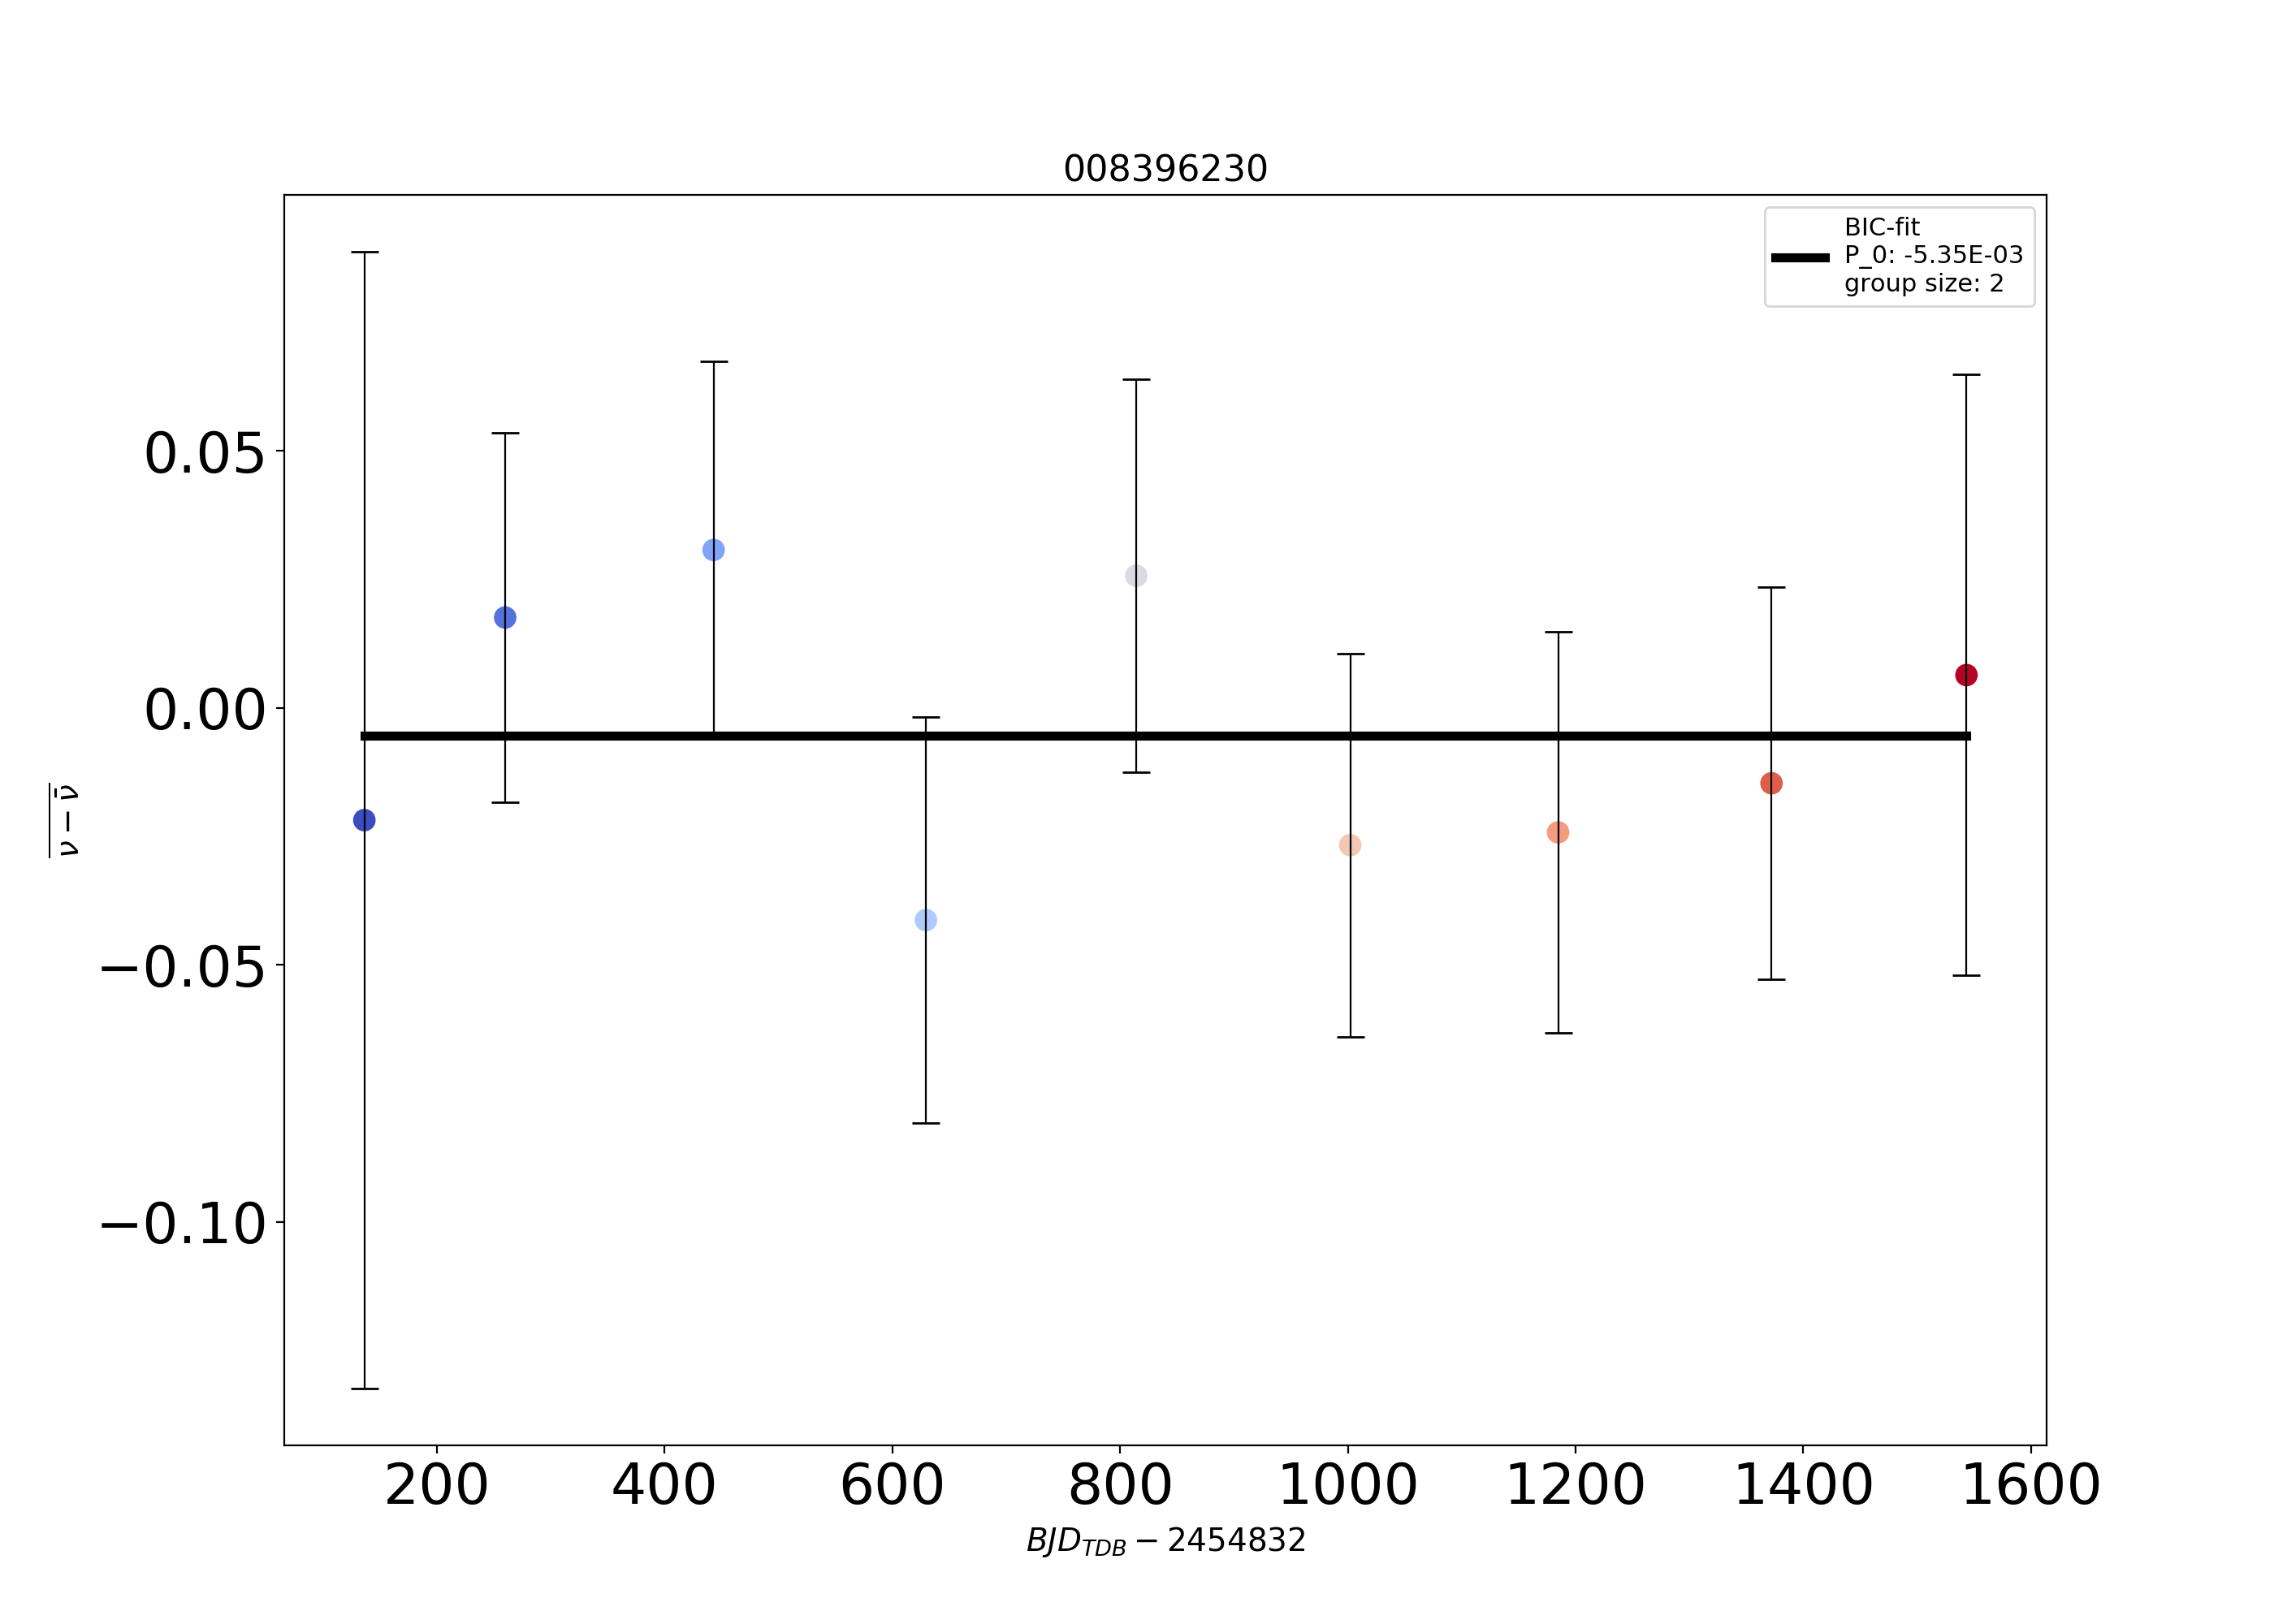 008396230
BIC-fit
P_0: -5.35E-03
group size: 2
0.05
0.00
−0.05
−0.10
ν − ν̄
200 400 600 800 1000 1200 1400 1600
BJD_TDB − 2454832